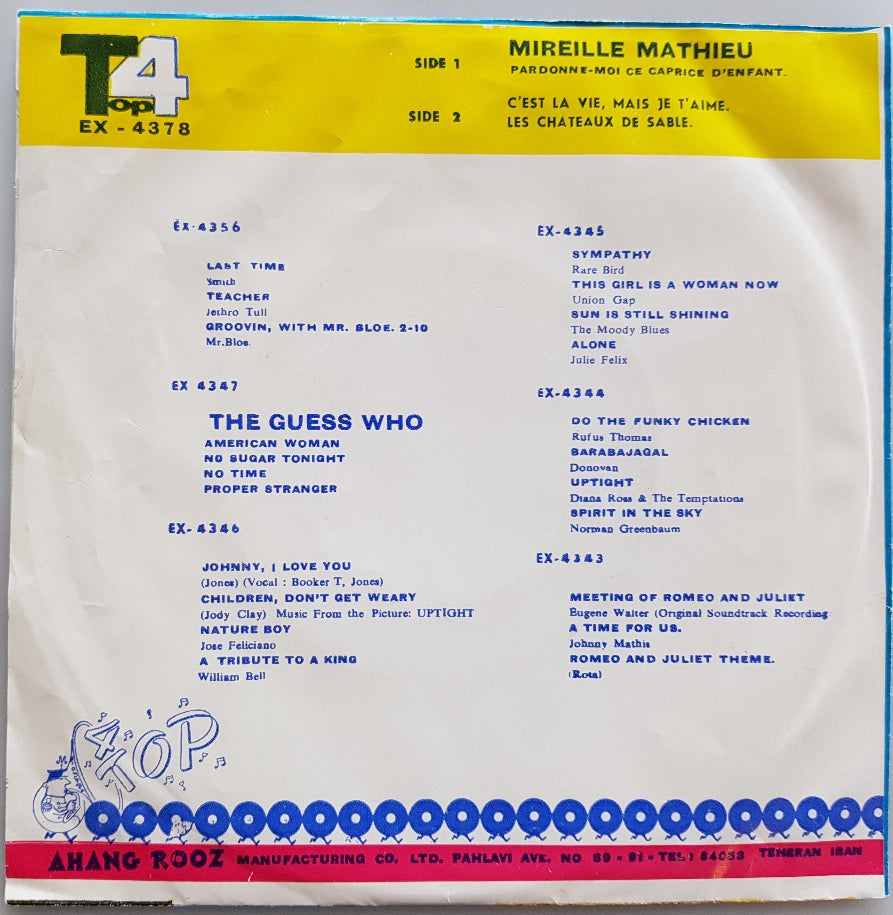 Top 4
EX - 4378
SIDE 1
MIREILLE MATHIEU
PARDONNE-MOI CE CAPRICE D'ENFANT.
SIDE 2
C'EST LA VIE, MAIS JE T'AIME.
LES CHATEAUX DE SABLE.
EX-4356
LAST TIME
Smith
TEACHER
Jethro Tull
GROOVIN, WITH MR. BLOE. 2-10
Mr.Bloe.
EX 4347
THE GUESS WHO
AMERICAN WOMAN
NO SUGAR TONIGHT
NO TIME
PROPER STRANGER
EX-4346
JOHNNY, I LOVE YOU
(Jones) (Vocal : Booker T, Jones)
CHILDREN, DON'T GET WEARY
(Jody Clay) Music From the Picture: UPTIGHT
NATURE BOY
Jose Feliciano
A TRIBUTE TO A KING
William Bell
EX-4345
SYMPATHY
Rare Bird
THIS GIRL IS A WOMAN NOW
Union Gap
SUN IS STILL SHINING
The Moody Blues
ALONE
Julie Felix
EX-4344
DO THE FUNKY CHICKEN
Rufus Thomas
BARABAJAGAL
Donovan
UPTIGHT
Diana Ross & The Temptations
SPIRIT IN THE SKY
Norman Greenbaum
EX-4343
MEETING OF ROMEO AND JULIET
Eugene Walter (Original Soundtrack Recording
A TIME FOR US.
Johnny Mathis
ROMEO AND JULIET THEME.
(Rota)
4 TOP
AHANG ROOZ MANUFACTURING CO. LTD. PAHLAVI AVE. NO 89 - 91 - TEL: 84053 TEHERAN IRAN